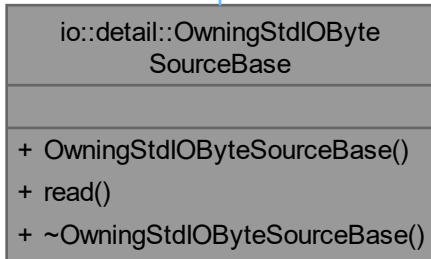 io::detail::OwningStdIOByte
SourceBase
+ OwningStdIOByteSourceBase()
+ read()
+ ~OwningStdIOByteSourceBase()